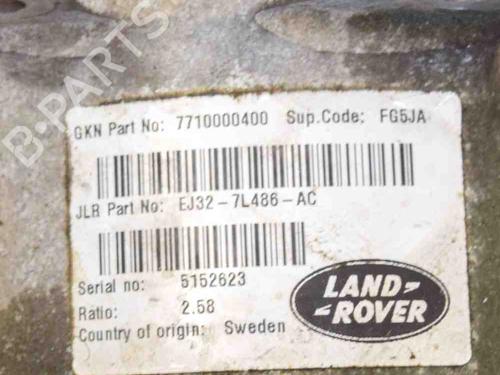 B-PARTS
GKN Part No: 7710000400 Sup.Code: FG5JA
JLR Part No: EJ32-7L486-AC
Serial no: 5152623
Ratio: 2.58
Country of origin: Sweden
LAND-
-ROVER